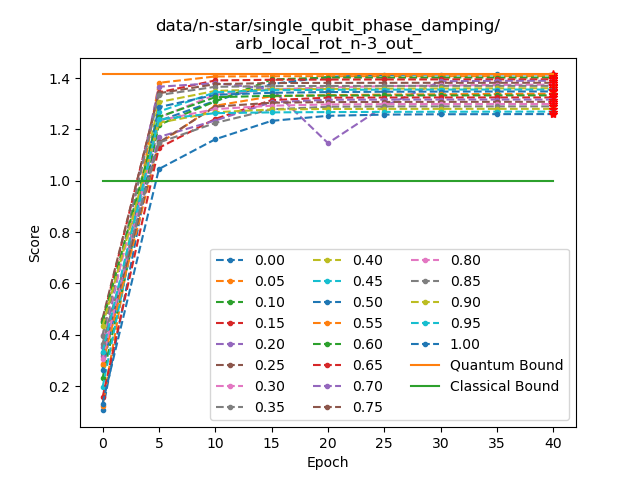 data/n-star/single_qubit_phase_damping/
arb_local_rot_n-3_out_
Score
1.4
1.2
1.0
0.8
0.6
0.4
0.2
0 5 10 15 20 25 30 35 40
Epoch
0.00 0.40 0.80
0.05 0.45 0.85
0.10 0.50 0.90
0.15 0.55 0.95
0.20 0.60 1.00
0.25 0.65 Quantum Bound
0.30 0.70 Classical Bound
0.35 0.75